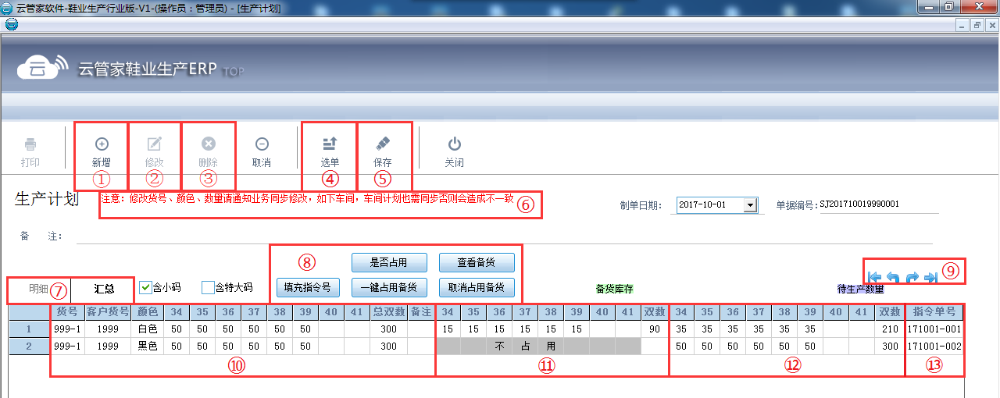 云管家软件-鞋业生产行业版-V1-(操作员：管理员) - [生产计划]
云 云管家鞋业生产ERP TOP
打印 新增 修改 删除 取消 选单 保存 关闭
① ② ③ ④ ⑤
生产计划 注意：修改货号、颜色、数量请通知业务同步修改，如下车间，车间计划也需同步否则会造成不一致 ⑥ 制单日期： 2017-10-01 单据编号：SJ201710019990001
备 注：
⑧ 是否占用 查看备货
⑨
明细 ⑦ 汇总 含小码 含特大码 填充指令号 一键占用备货 取消占用备货 备货库存 待生产数量
货号 客户货号 颜色 34 35 36 37 38 39 40 41 总双数 备注 34 35 36 37 38 39 40 41 双数 34 35 36 37 38 39 40 41 双数 指令单号
1 999-1 1999 白色 50 50 50 50 50 50 300 15 15 15 15 15 15 90 35 35 35 35 35 35 210 171001-001
2 999-1 1999 黑色 50 50 50 50 50 50 300 不 占 用 50 50 50 50 50 50 300 171001-002
⑩ ⑪ ⑫ ⑬